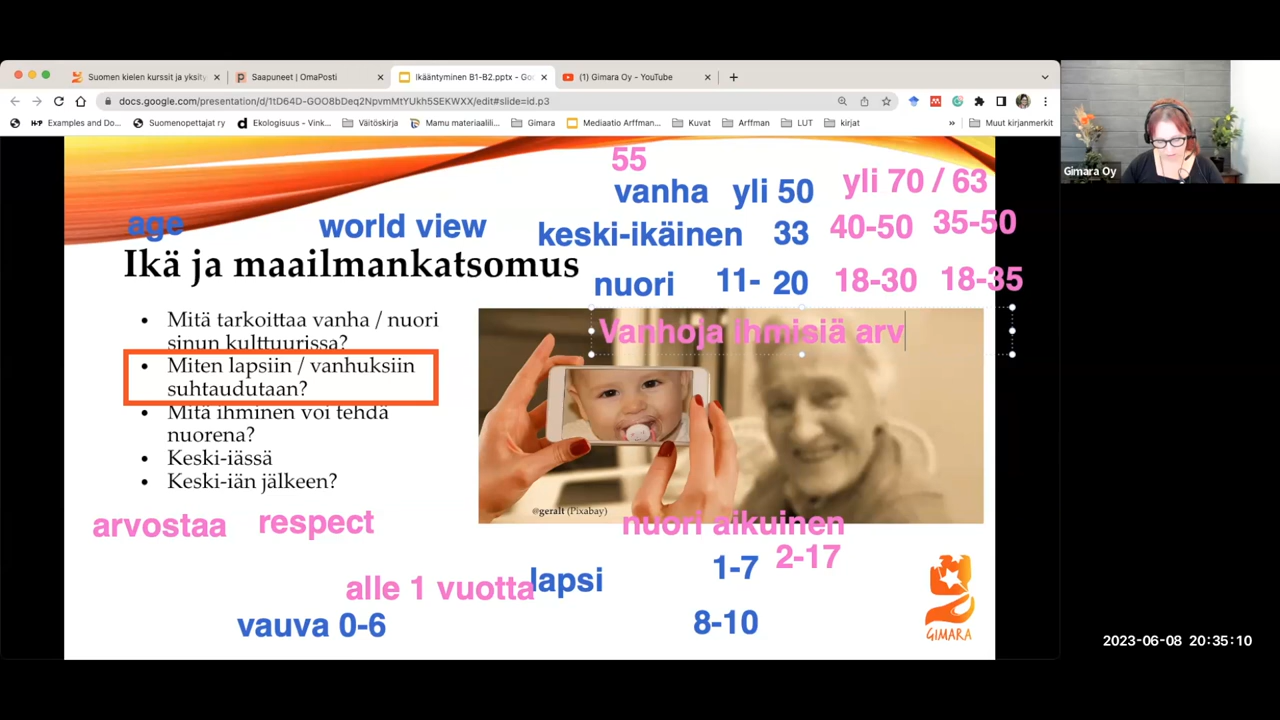 Suomen kielen kurssit ja yksity
Saapuneet | OmaPosti
Ikääntyminen B1-B2.pptx - Goo
(1) Gimara Oy - YouTube
docs.google.com/presentation/d/1tD64D-GOO8bDeq2NpvmMtYUkh5SEKWXX/edit#slide=id.p3
Examples and Do...
Suomenopettajat ry
Ekologisuus - Vink...
Väitöskirja
Mamu materiaalili...
Gimara
Mediaatio Arffman...
Kuvat
Arffman
LUT
kirjat
»
Muut kirjanmerkit
Gimara Oy
55
vanha yli 50 yli 70 / 63
age world view
keski-ikäinen 33 40-50 35-50
Ikä ja maailmankatsomus
nuori 11- 20 18-30 18-35
Vanhoja ihmisiä arv
• Mitä tarkoittaa vanha / nuori
sinun kulttuurissa?
• Miten lapsiin / vanhuksiin
suhtaudutaan?
• Mitä ihminen voi tehdä
nuorena?
• Keski-iässä
• Keski-iän jälkeen?
@geralt (Pixabay)
arvostaa respect nuori aikuinen
1-7 2-17
alle 1 vuotta lapsi
vauva 0-6 8-10
GIMARA
2023-06-08 20:35:10